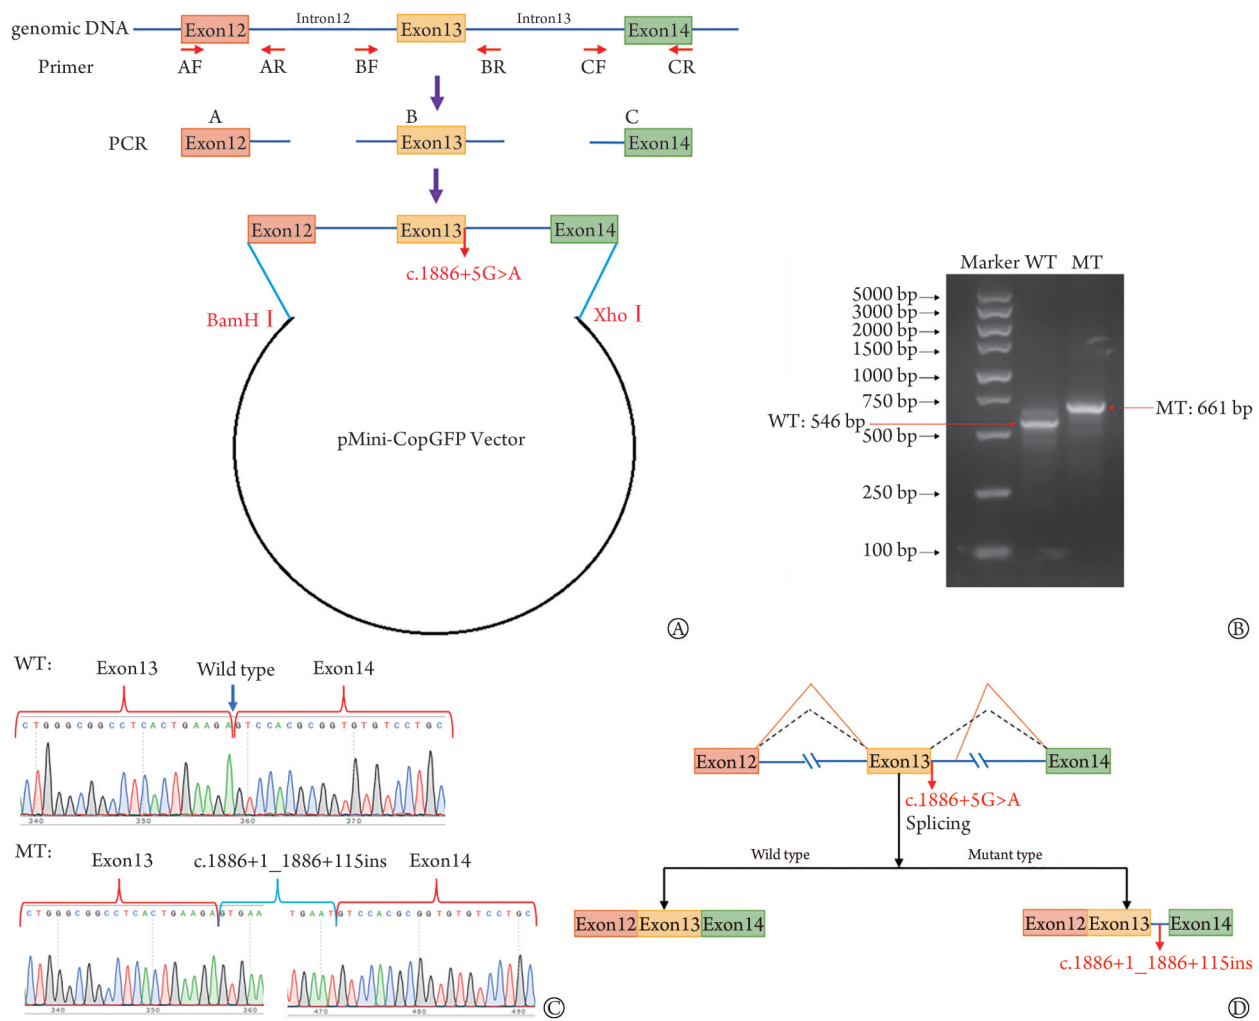 genomic DNA
Exon12
Intron12
Exon13
Intron13
Exon14
Primer
AF
AR
BF
BR
CF
CR
PCR
A
B
C
Exon12
Exon13
Exon14
Exon12
Exon13
Exon14
c.1886+5G>A
BamH I
Xho I
pMini-CopGFP Vector
A
Marker WT MT
5000 bp
3000 bp
2000 bp
1500 bp
1000 bp
750 bp
500 bp
250 bp
100 bp
WT: 546 bp
MT: 661 bp
B
WT:
Exon13
Wild type
Exon14
CTGGGCGGCCTCACTGAAGAGTCCACGCGGTGTGTCCTGC
340 350 360 370
MT:
Exon13
c.1886+1_1886+115ins
Exon14
CTGGGCGGCCTCACTGAAGAGTGAA TGAATGTCCACGCGGTGTGTCCTGC
340 350 360 470 480 490
C
Exon12
Exon13
Exon14
c.1886+5G>A
Splicing
Wild type
Mutant type
Exon12 Exon13 Exon14
Exon12 Exon13 Exon14
c.1886+1_1886+115ins
D